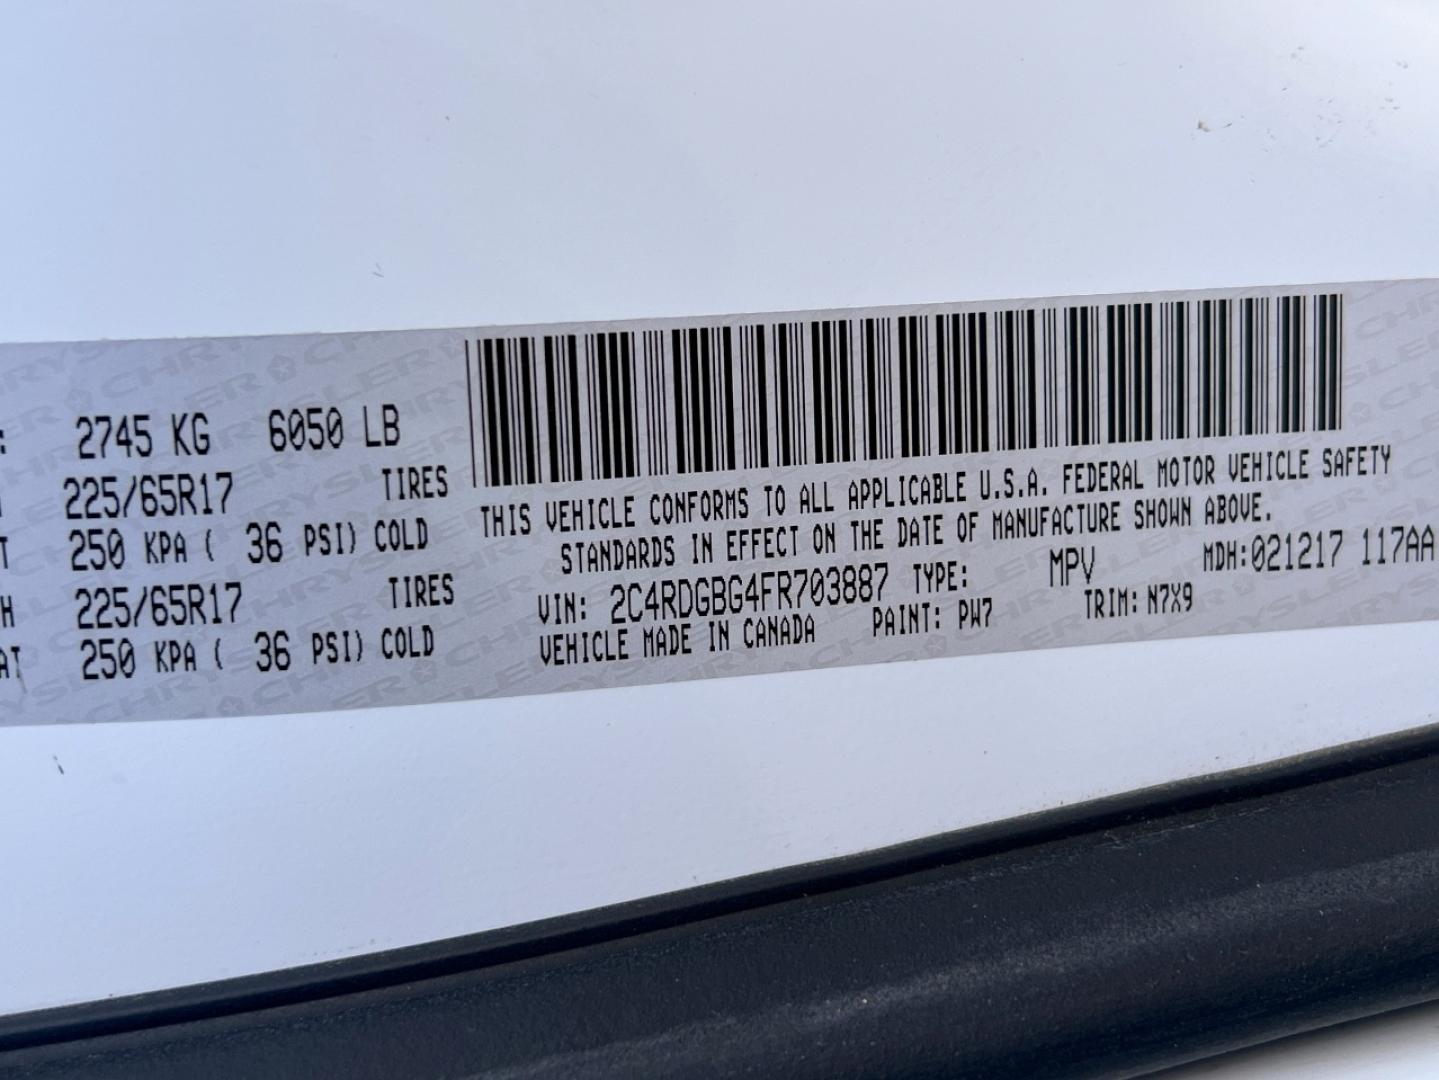 : 2745 KG 6050 LB
225/65R17 TIRES
T 250 KPA ( 36 PSI) COLD
H 225/65R17 TIRES
AT 250 KPA ( 36 PSI) COLD
THIS VEHICLE CONFORMS TO ALL APPLICABLE U.S.A. FEDERAL MOTOR VEHICLE SAFETY
STANDARDS IN EFFECT ON THE DATE OF MANUFACTURE SHOWN ABOVE.
VIN: 2C4RDGBG4FR703887 TYPE: MPV MDH:021217 117AA
VEHICLE MADE IN CANADA PAINT: PW7 TRIM: N7X9